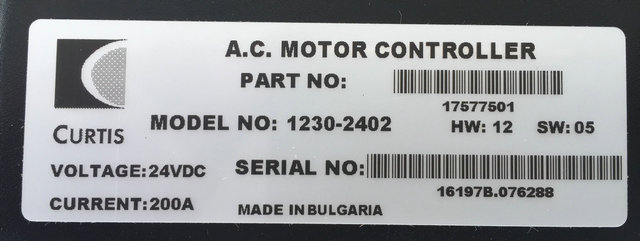 A.C. MOTOR CONTROLLER
PART NO:
17577501
CURTIS
MODEL NO: 1230-2402
HW: 12 SW: 05
VOLTAGE:24VDC
SERIAL NO:
16197B.076288
CURRENT:200A
MADE IN BULGARIA